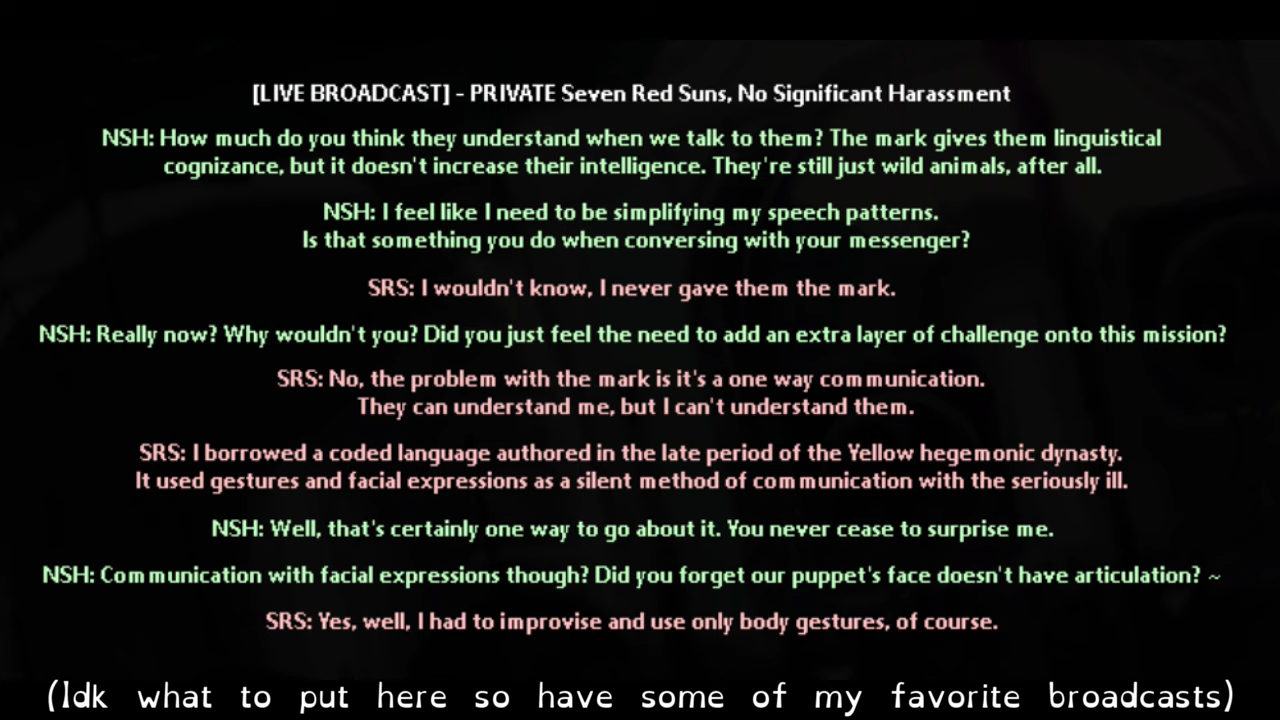 [LIVE BROADCAST] - PRIVATE Seven Red Suns, No Significant Harassment
NSH: How much do you think they understand when we talk to them? The mark gives them linguistical
cognizance, but it doesn't increase their intelligence. They're still just wild animals, after all.
NSH: I feel like I need to be simplifying my speech patterns.
Is that something you do when conversing with your messenger?
SRS: I wouldn't know, I never gave them the mark.
NSH: Really now? Why wouldn't you? Did you just feel the need to add an extra layer of challenge onto this mission?
SRS: No, the problem with the mark is it's a one way communication.
They can understand me, but I can't understand them.
SRS: I borrowed a coded language authored in the late period of the Yellow hegemonic dynasty.
It used gestures and facial expressions as a silent method of communication with the seriously ill.
NSH: Well, that's certainly one way to go about it. You never cease to surprise me.
NSH: Communication with facial expressions though? Did you forget our puppet's face doesn't have articulation? ~
SRS: Yes, well, I had to improvise and use only body gestures, of course.
(Idk what to put here so have some of my favorite broadcasts)